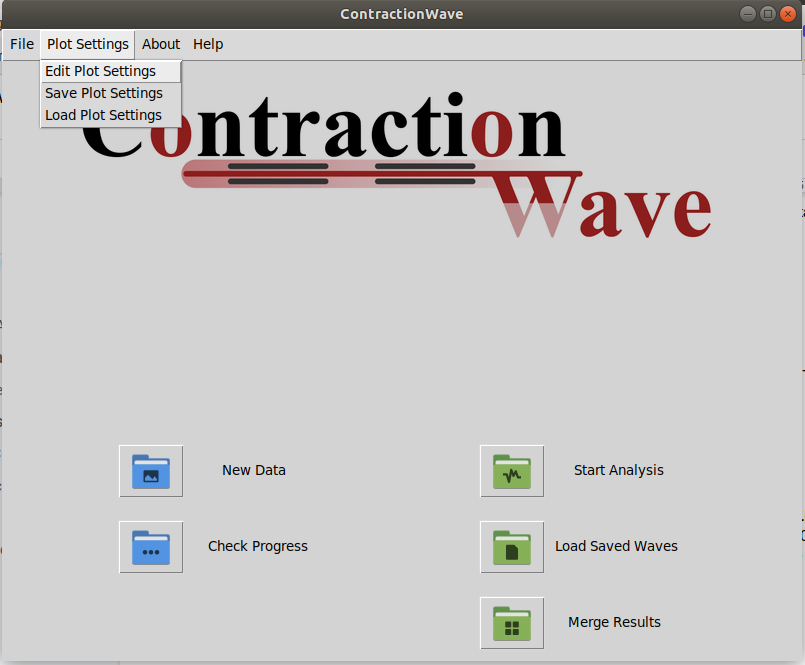 ContractionWave
File Plot Settings About Help
Edit Plot Settings
Save Plot Settings
Load Plot Settings
Contraction
Wave
New Data Start Analysis
Check Progress Load Saved Waves
Merge Results